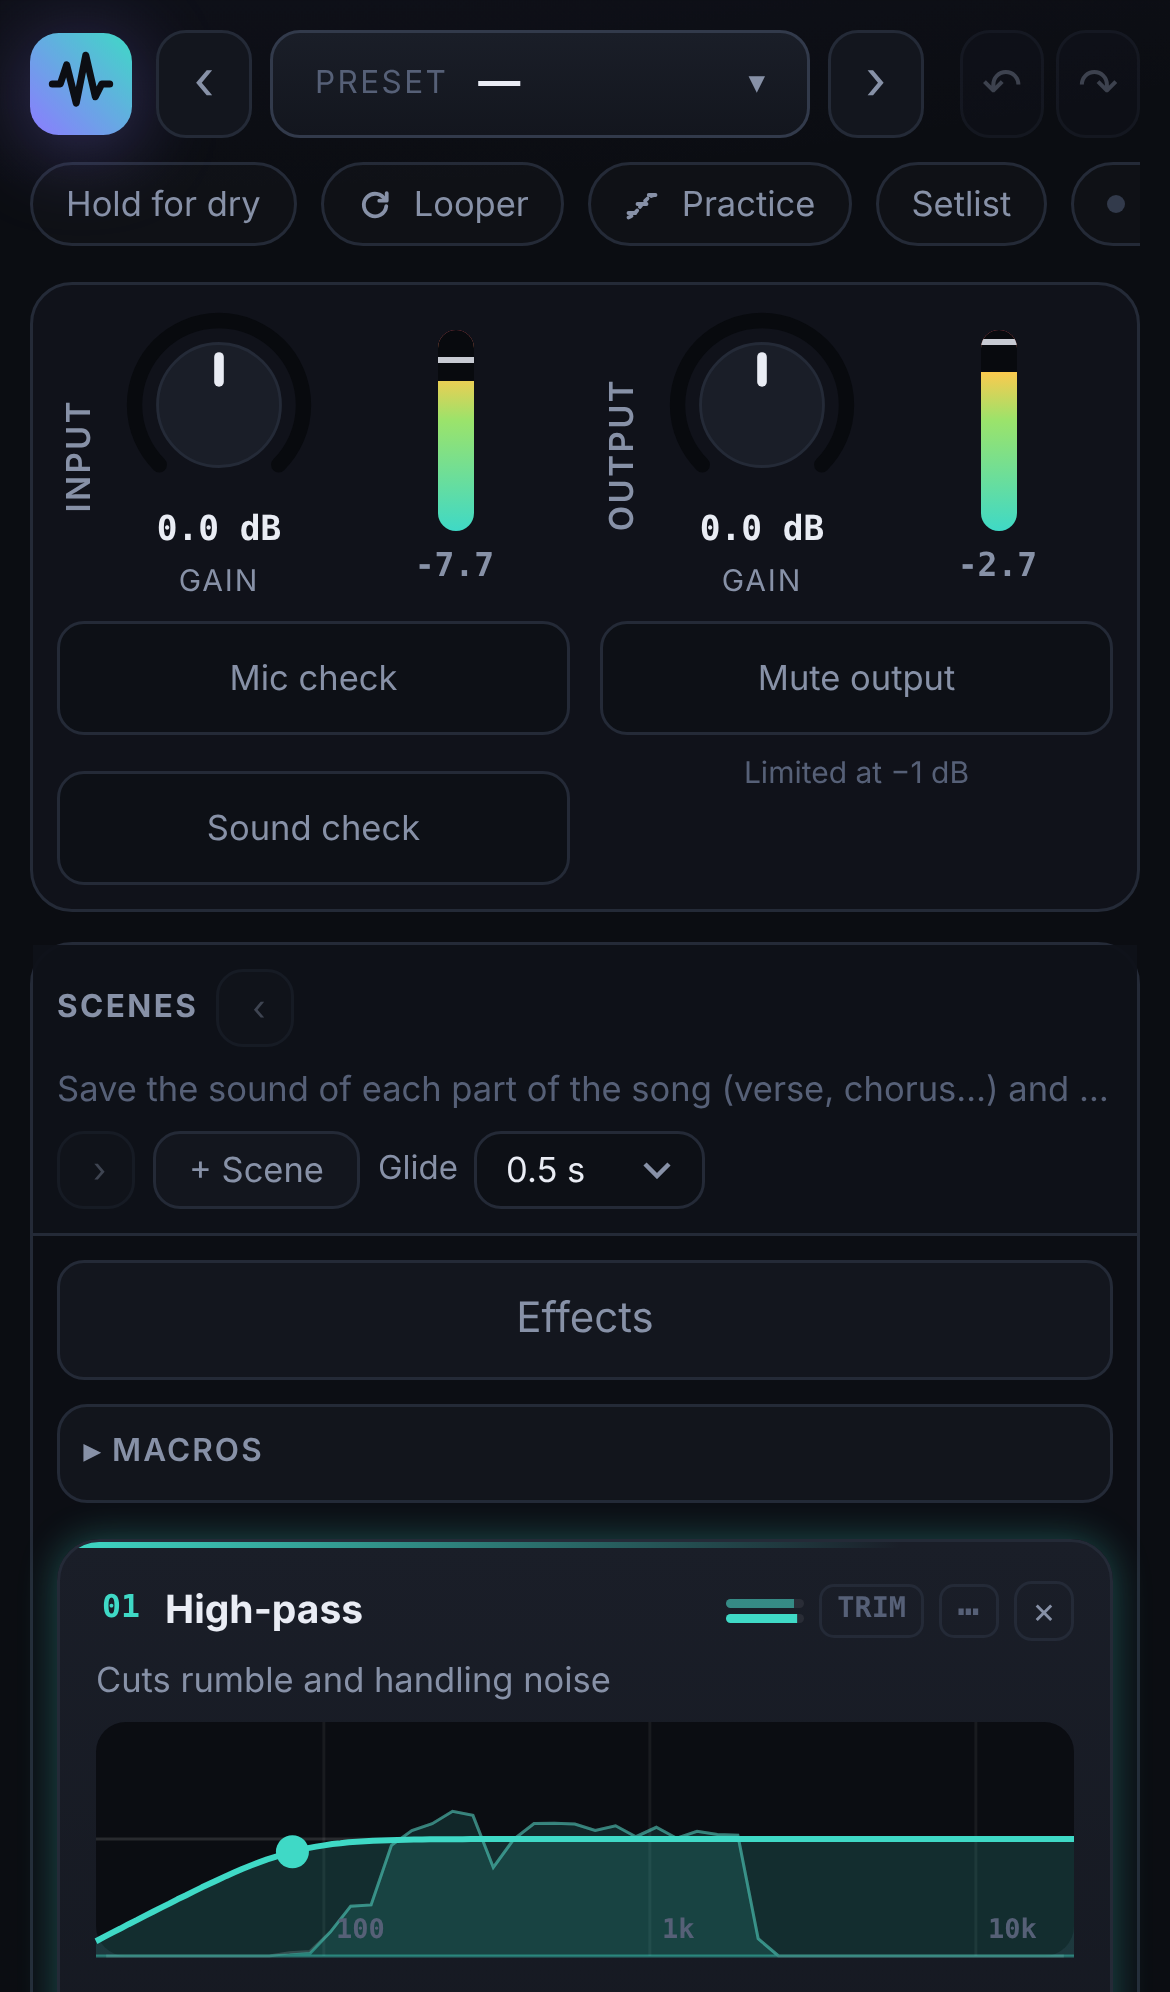 PRESET —
Hold for dry
Looper
Practice
Setlist
INPUT
0.0 dB
GAIN
-7.7
OUTPUT
0.0 dB
GAIN
-2.7
Mic check
Mute output
Limited at −1 dB
Sound check
SCENES
Save the sound of each part of the song (verse, chorus…) and …
+ Scene
Glide
0.5 s
Effects
▸ MACROS
01 High-pass
TRIM
⋯
×
Cuts rumble and handling noise
100
1k
10k